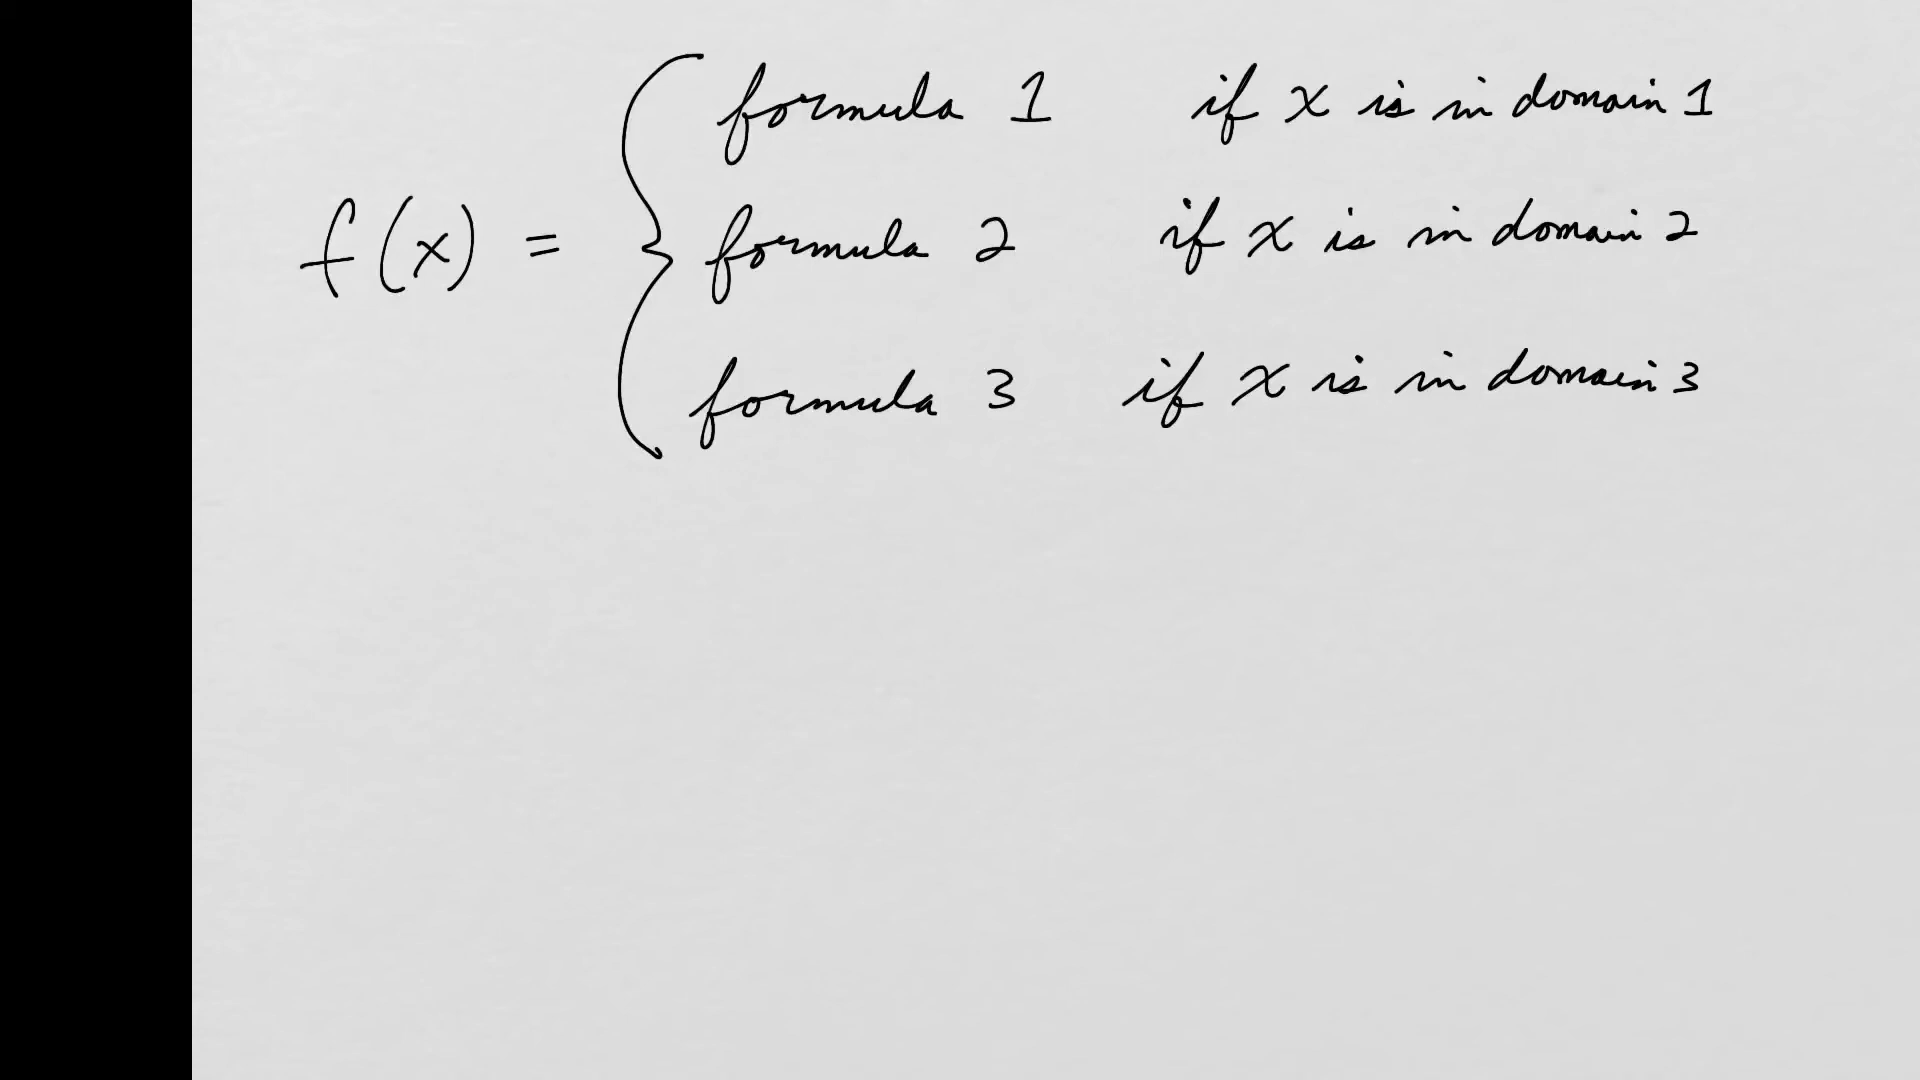 formula 1 if x is in domain 1
f(x) = { formula 2 if x is in domain 2
formula 3 if x is in domain 3